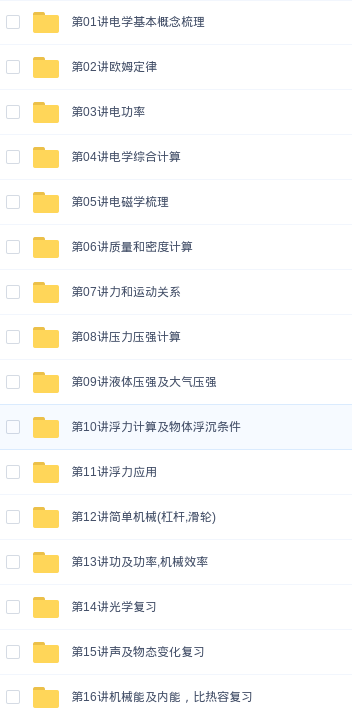 第01讲电学基本概念梳理
第02讲欧姆定律
第03讲电功率
第04讲电学综合计算
第05讲电磁学梳理
第06讲质量和密度计算
第07讲力和运动关系
第08讲压力压强计算
第09讲液体压强及大气压强
第10讲浮力计算及物体浮沉条件
第11讲浮力应用
第12讲简单机械(杠杆,滑轮)
第13讲功及功率,机械效率
第14讲光学复习
第15讲声及物态变化复习
第16讲机械能及内能，比热容复习